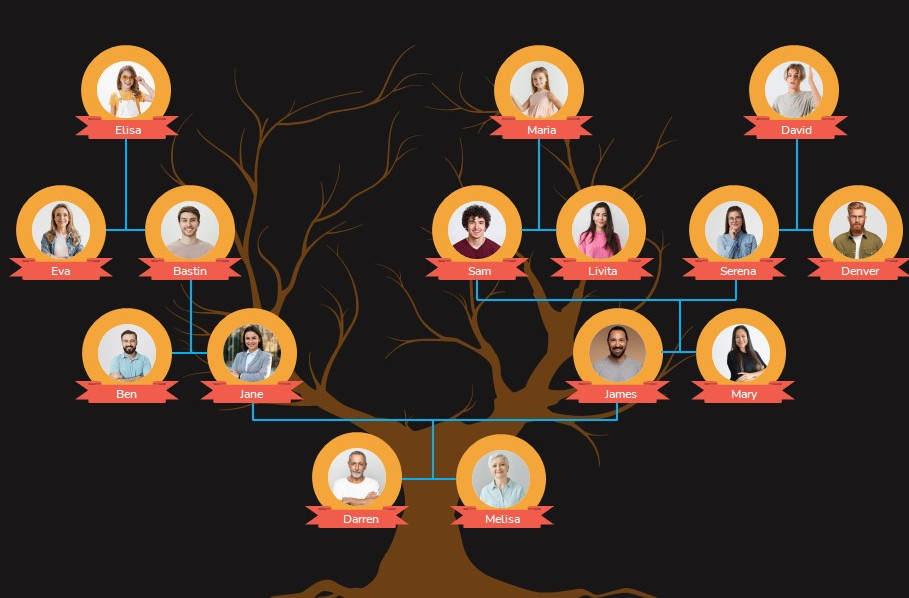 Elisa
Maria
David
Eva
Bastin
Sam
Livita
Serena
Denver
Ben
Jane
James
Mary
Darren
Melisa